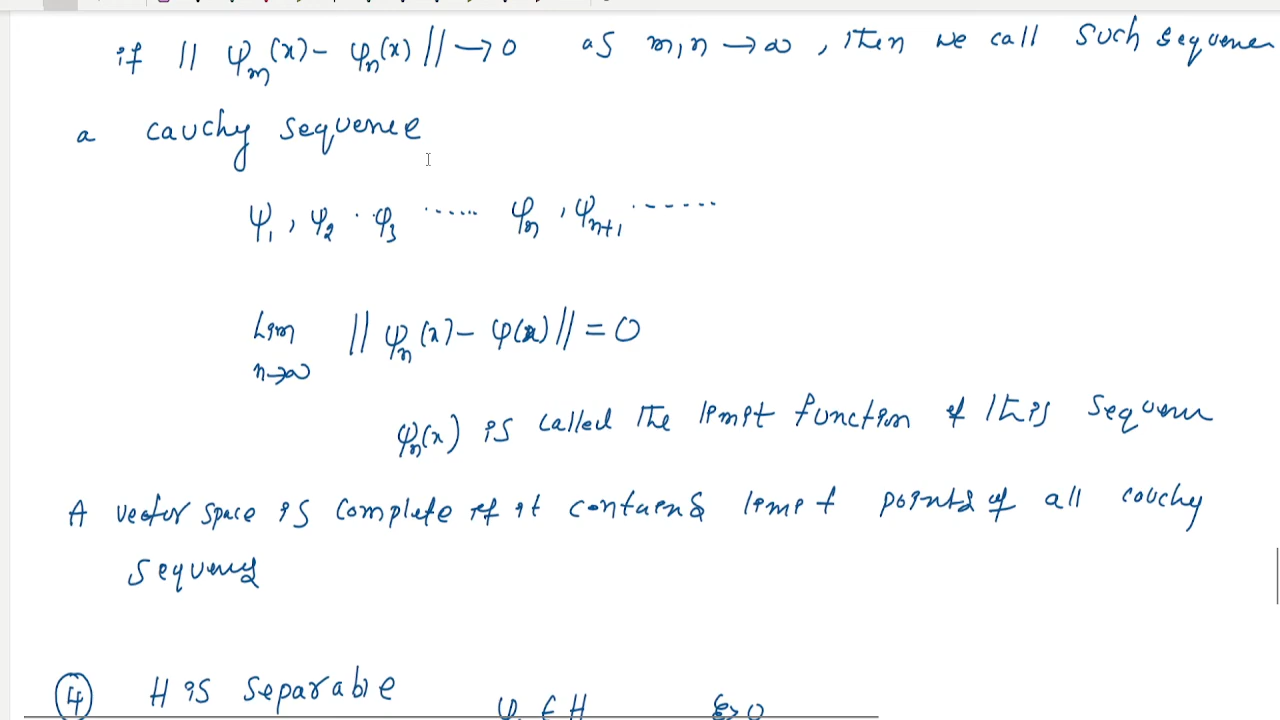 if || φₘ(x) - φₙ(x) || → 0 as m,n → ∞, then we call such sequence
a cauchy sequence
φ₁, φ₂ . φ₃ ...... φₙ, φₙ₊₁ .......
Lim n→∞ || φₙ(x) - φ(x) || = 0
φₙ(x) is called the limit function of this sequence
A vector space is complete if it contains limit points of all cauchy
sequences
④ H is separable φ ∈ H ε>0